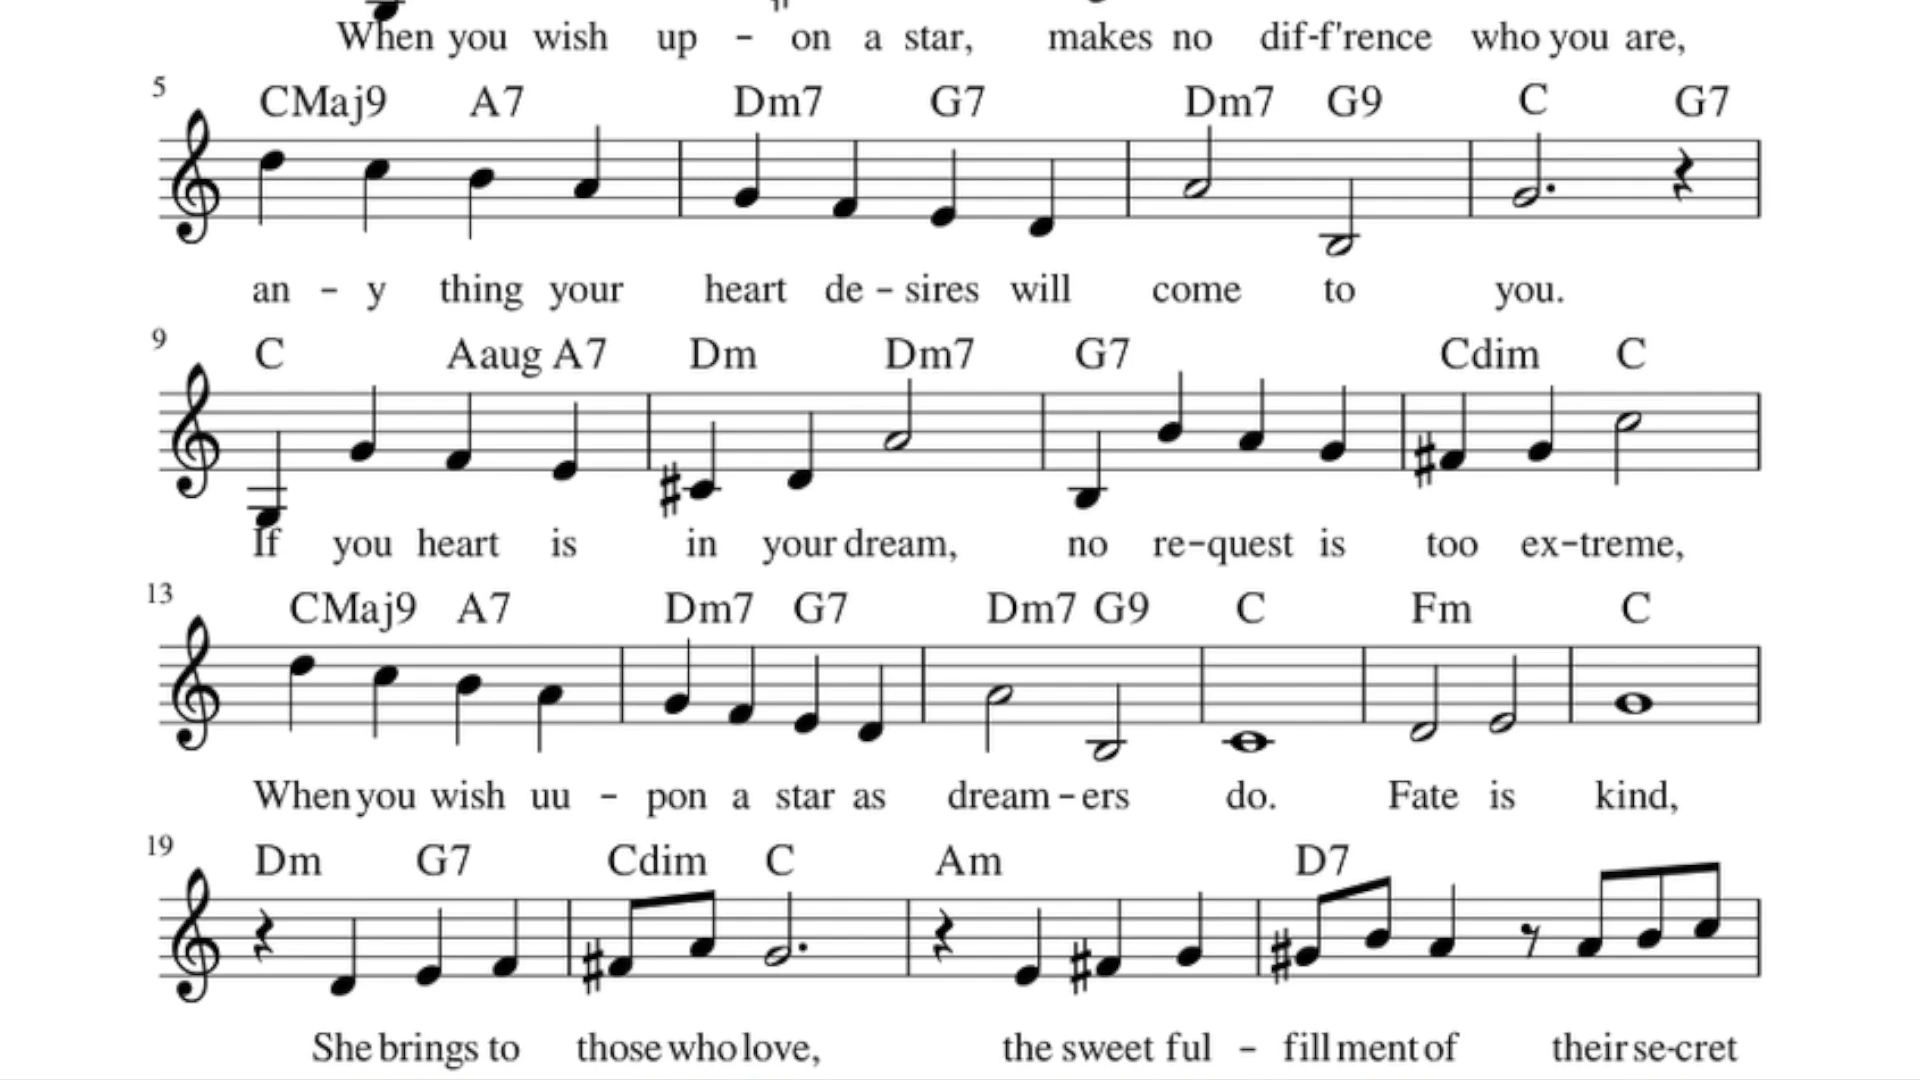 When you wish up - on a star, makes no dif-f'rence who you are,
5
CMaj9 A7 Dm7 G7 Dm7 G9 C G7
an - y thing your heart de - sires will come to you.
9
C Aaug A7 Dm Dm7 G7 Cdim C
If you heart is in your dream, no re-quest is too ex-treme,
13
CMaj9 A7 Dm7 G7 Dm7 G9 C Fm C
When you wish uu - pon a star as dream - ers do. Fate is kind,
19
Dm G7 Cdim C Am D7
She brings to those who love, the sweet ful - fill ment of their se-cret